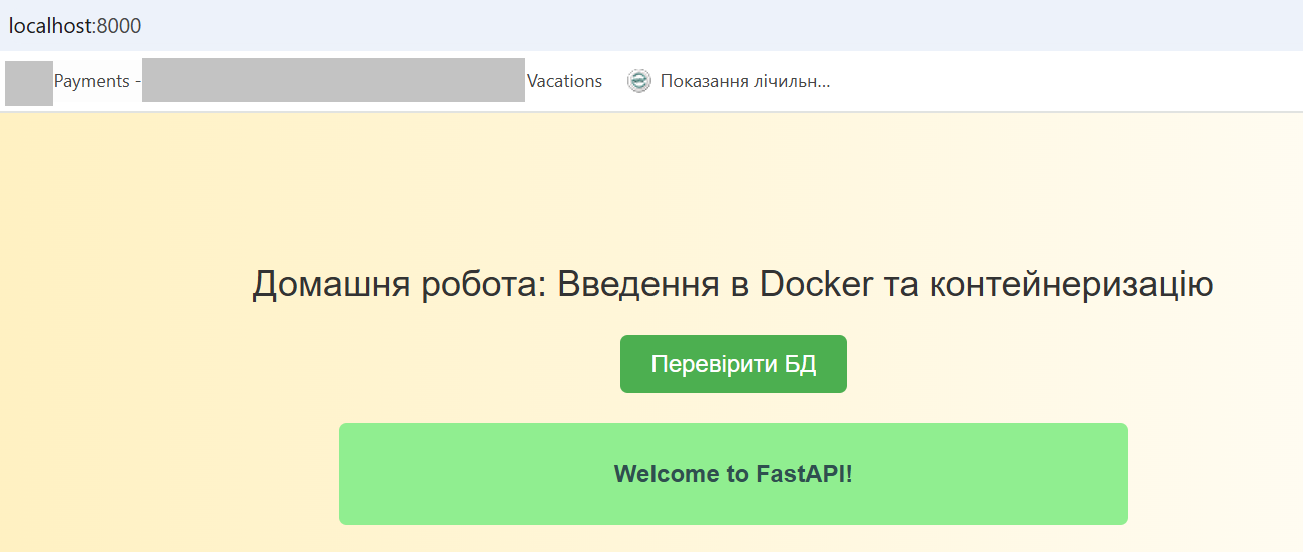 localhost:8000
Payments - Vacations Показання лічильн...
Домашня робота: Введення в Docker та контейнеризацію
Перевірити БД
Welcome to FastAPI!